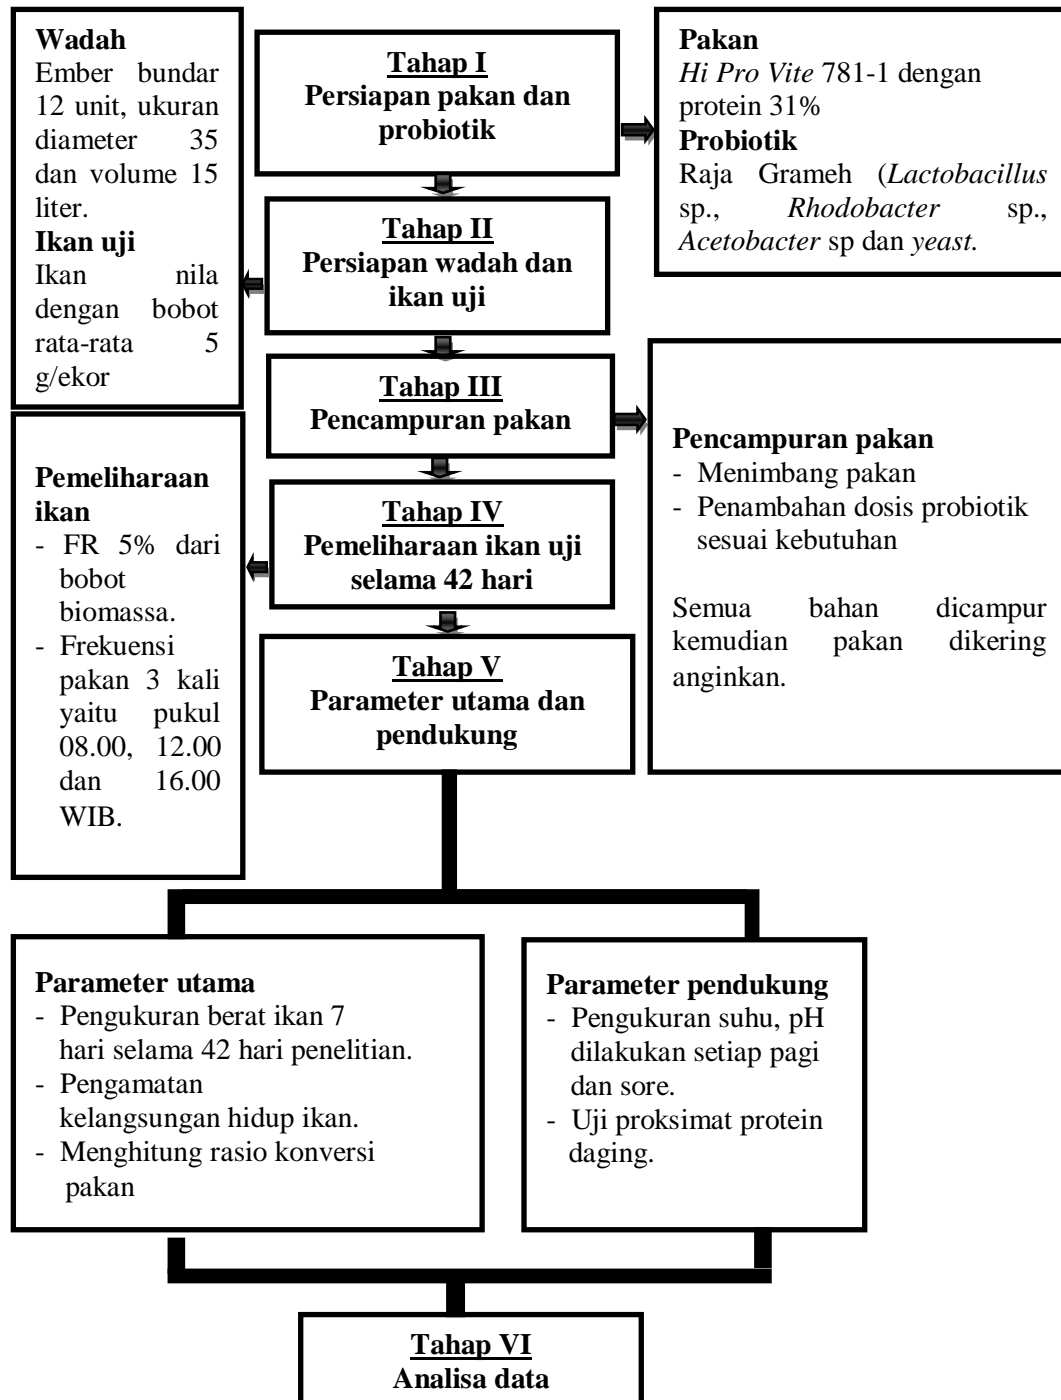 Tahap I
Persiapan pakan dan
probiotik
Pakan
Hi Pro Vite 781-1 dengan
protein 31%
Probiotik
Raja Grameh (Lactobacillus
sp., Rhodobacter sp.,
Acetobacter sp dan yeast.
Wadah
Ember bundar
12 unit, ukuran
diameter 35
dan volume 15
liter.
Ikan uji
Ikan nila
dengan bobot
rata-rata 5
g/ekor
Tahap II
Persiapan wadah dan
ikan uji
Tahap III
Pencampuran pakan
Pencampuran pakan
- Menimbang pakan
- Penambahan dosis probiotik
sesuai kebutuhan
Semua bahan dicampur
kemudian pakan dikering
anginkan.
Tahap IV
Pemeliharaan ikan uji
selama 42 hari
Pemeliharaan
ikan
- FR 5% dari
bobot
biomassa.
- Frekuensi
pakan 3 kali
yaitu pukul
08.00, 12.00
dan 16.00
WIB.
Tahap V
Parameter utama dan
pendukung
Parameter utama
- Pengukuran berat ikan 7
hari selama 42 hari penelitian.
- Pengamatan
kelangsungan hidup ikan.
- Menghitung rasio konversi
pakan
Parameter pendukung
- Pengukuran suhu, pH
dilakukan setiap pagi
dan sore.
- Uji proksimat protein
daging.
Tahap VI
Analisa data